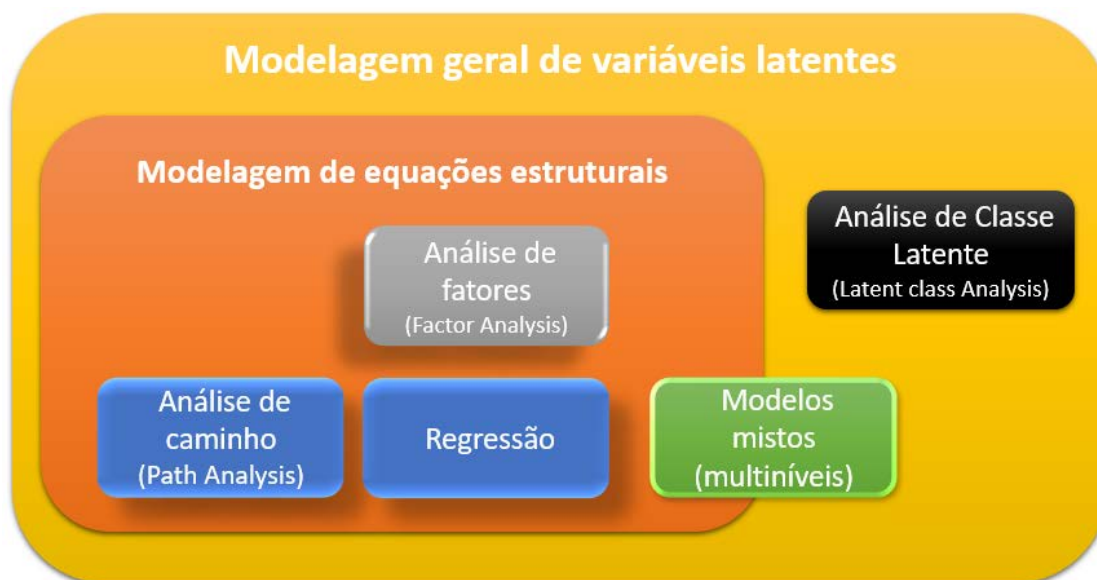 Modelagem geral de variáveis latentes
Modelagem de equações estruturais
Análise de
fatores
(Factor Analysis)
Análise de Classe
Latente
(Latent class Analysis)
Análise de
caminho
(Path Analysis)
Regressão
Modelos
mistos
(multiníveis)